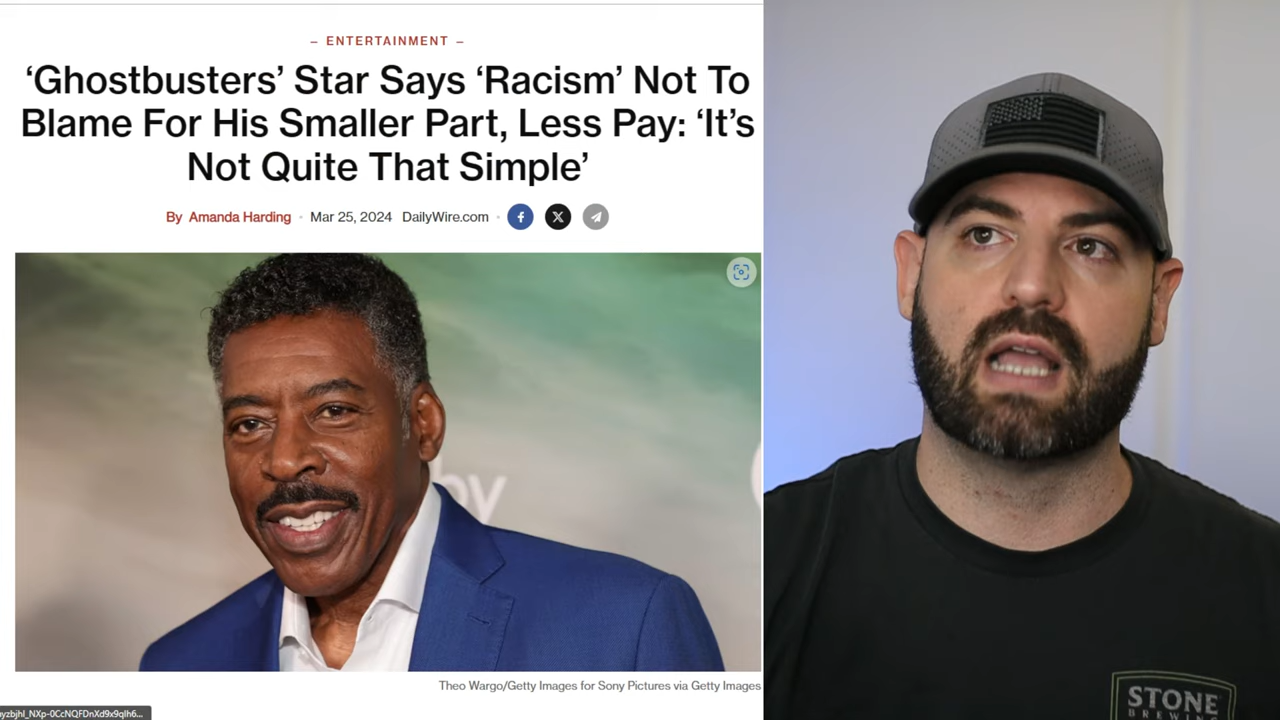 – ENTERTAINMENT –
‘Ghostbusters’ Star Says ‘Racism’ Not To
Blame For His Smaller Part, Less Pay: ‘It’s
Not Quite That Simple’
By Amanda Harding • Mar 25, 2024 DailyWire.com •
by
Theo Wargo/Getty Images for Sony Pictures via Getty Images
STONE